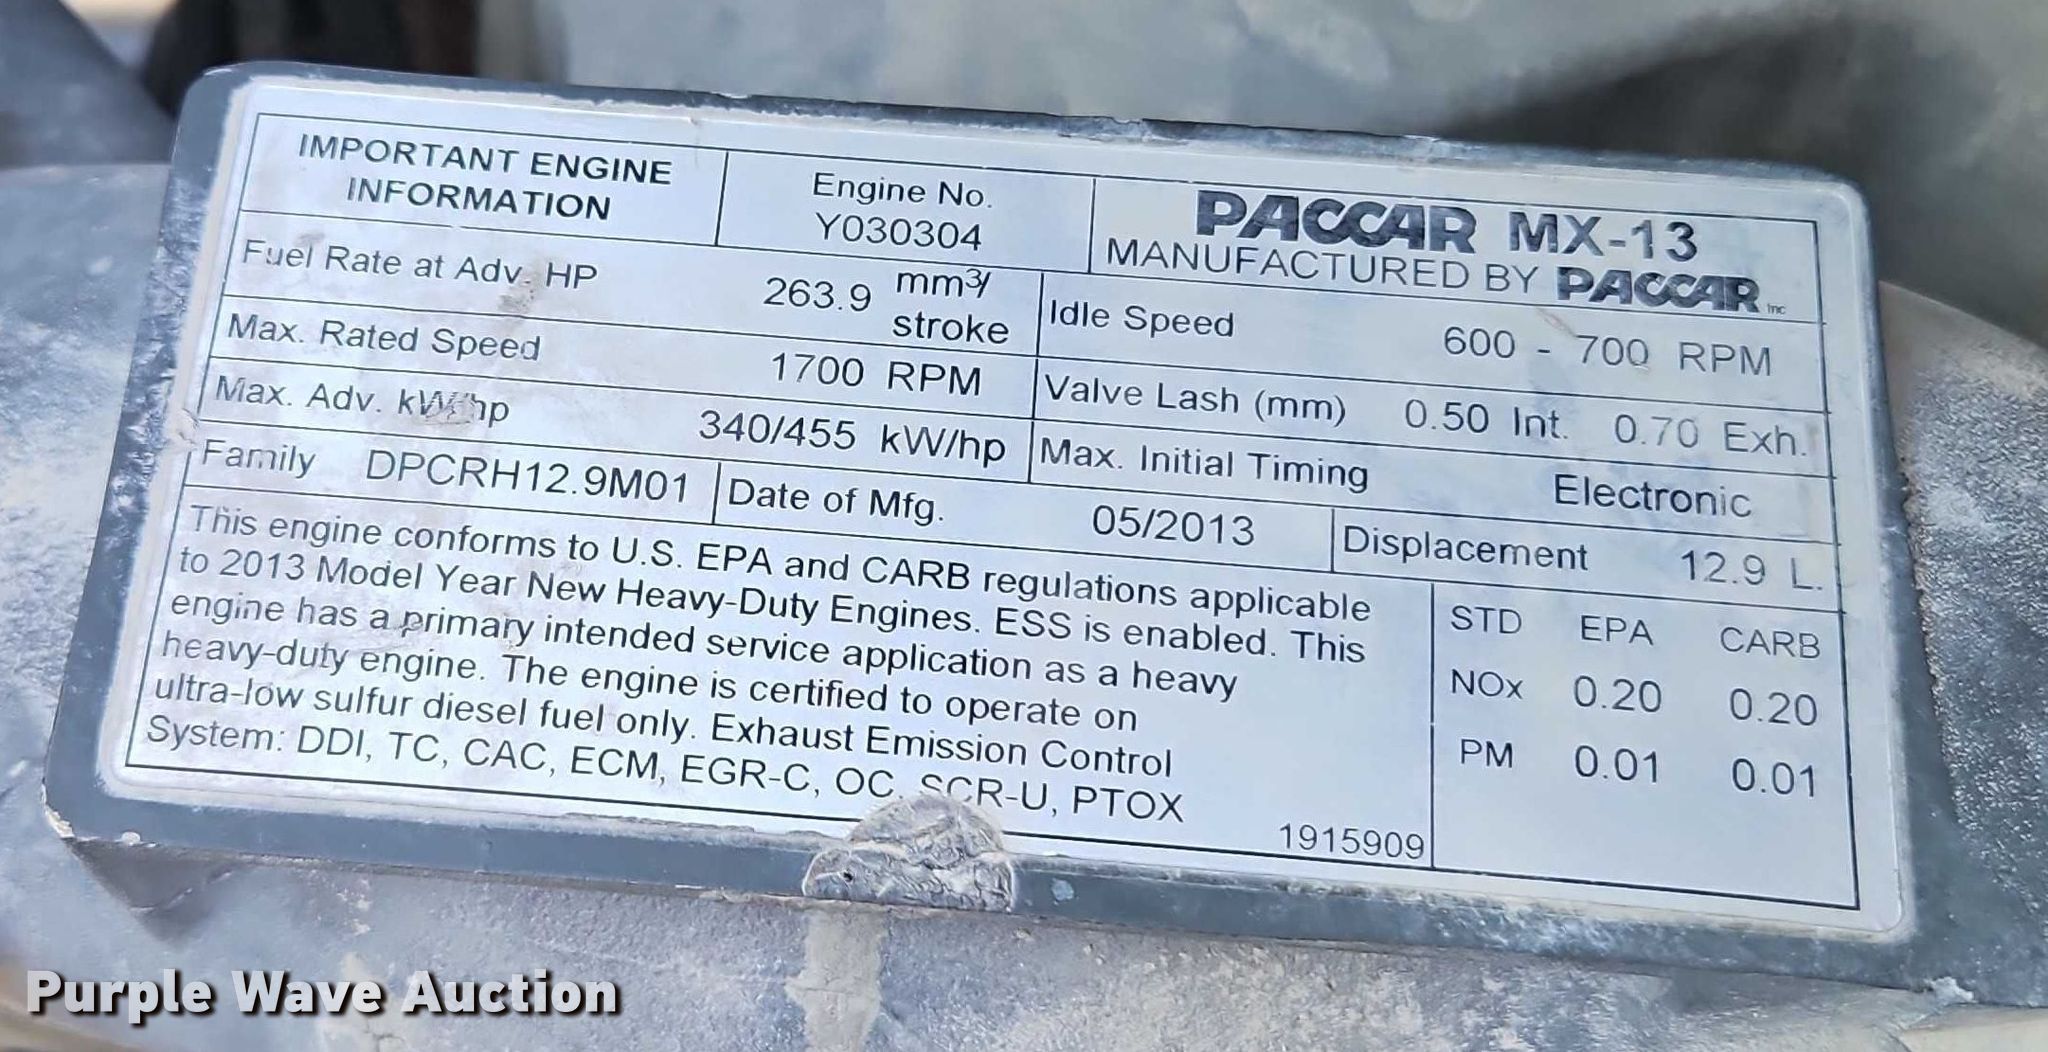 IMPORTANT ENGINE
INFORMATION
Engine No.
Y030304
PACCAR MX-13
MANUFACTURED BY PACCAR Inc
Fuel Rate at Adv. HP 263.9 mm3/
stroke
Idle Speed 600 - 700 RPM
Max. Rated Speed 1700 RPM
Valve Lash (mm) 0.50 Int. 0.70 Exh.
Max. Adv. kW/hp 340/455 kW/hp
Max. Initial Timing Electronic
Family DPCRH12.9M01
Date of Mfg. 05/2013
Displacement 12.9 L.
This engine conforms to U.S. EPA and CARB regulations applicable
to 2013 Model Year New Heavy-Duty Engines. ESS is enabled. This
engine has a primary intended service application as a heavy
heavy-duty engine. The engine is certified to operate on
ultra-low sulfur diesel fuel only. Exhaust Emission Control
System: DDI, TC, CAC, ECM, EGR-C, OC, SCR-U, PTOX
1915909
STD EPA CARB
NOx 0.20 0.20
PM 0.01 0.01
Purple Wave Auction